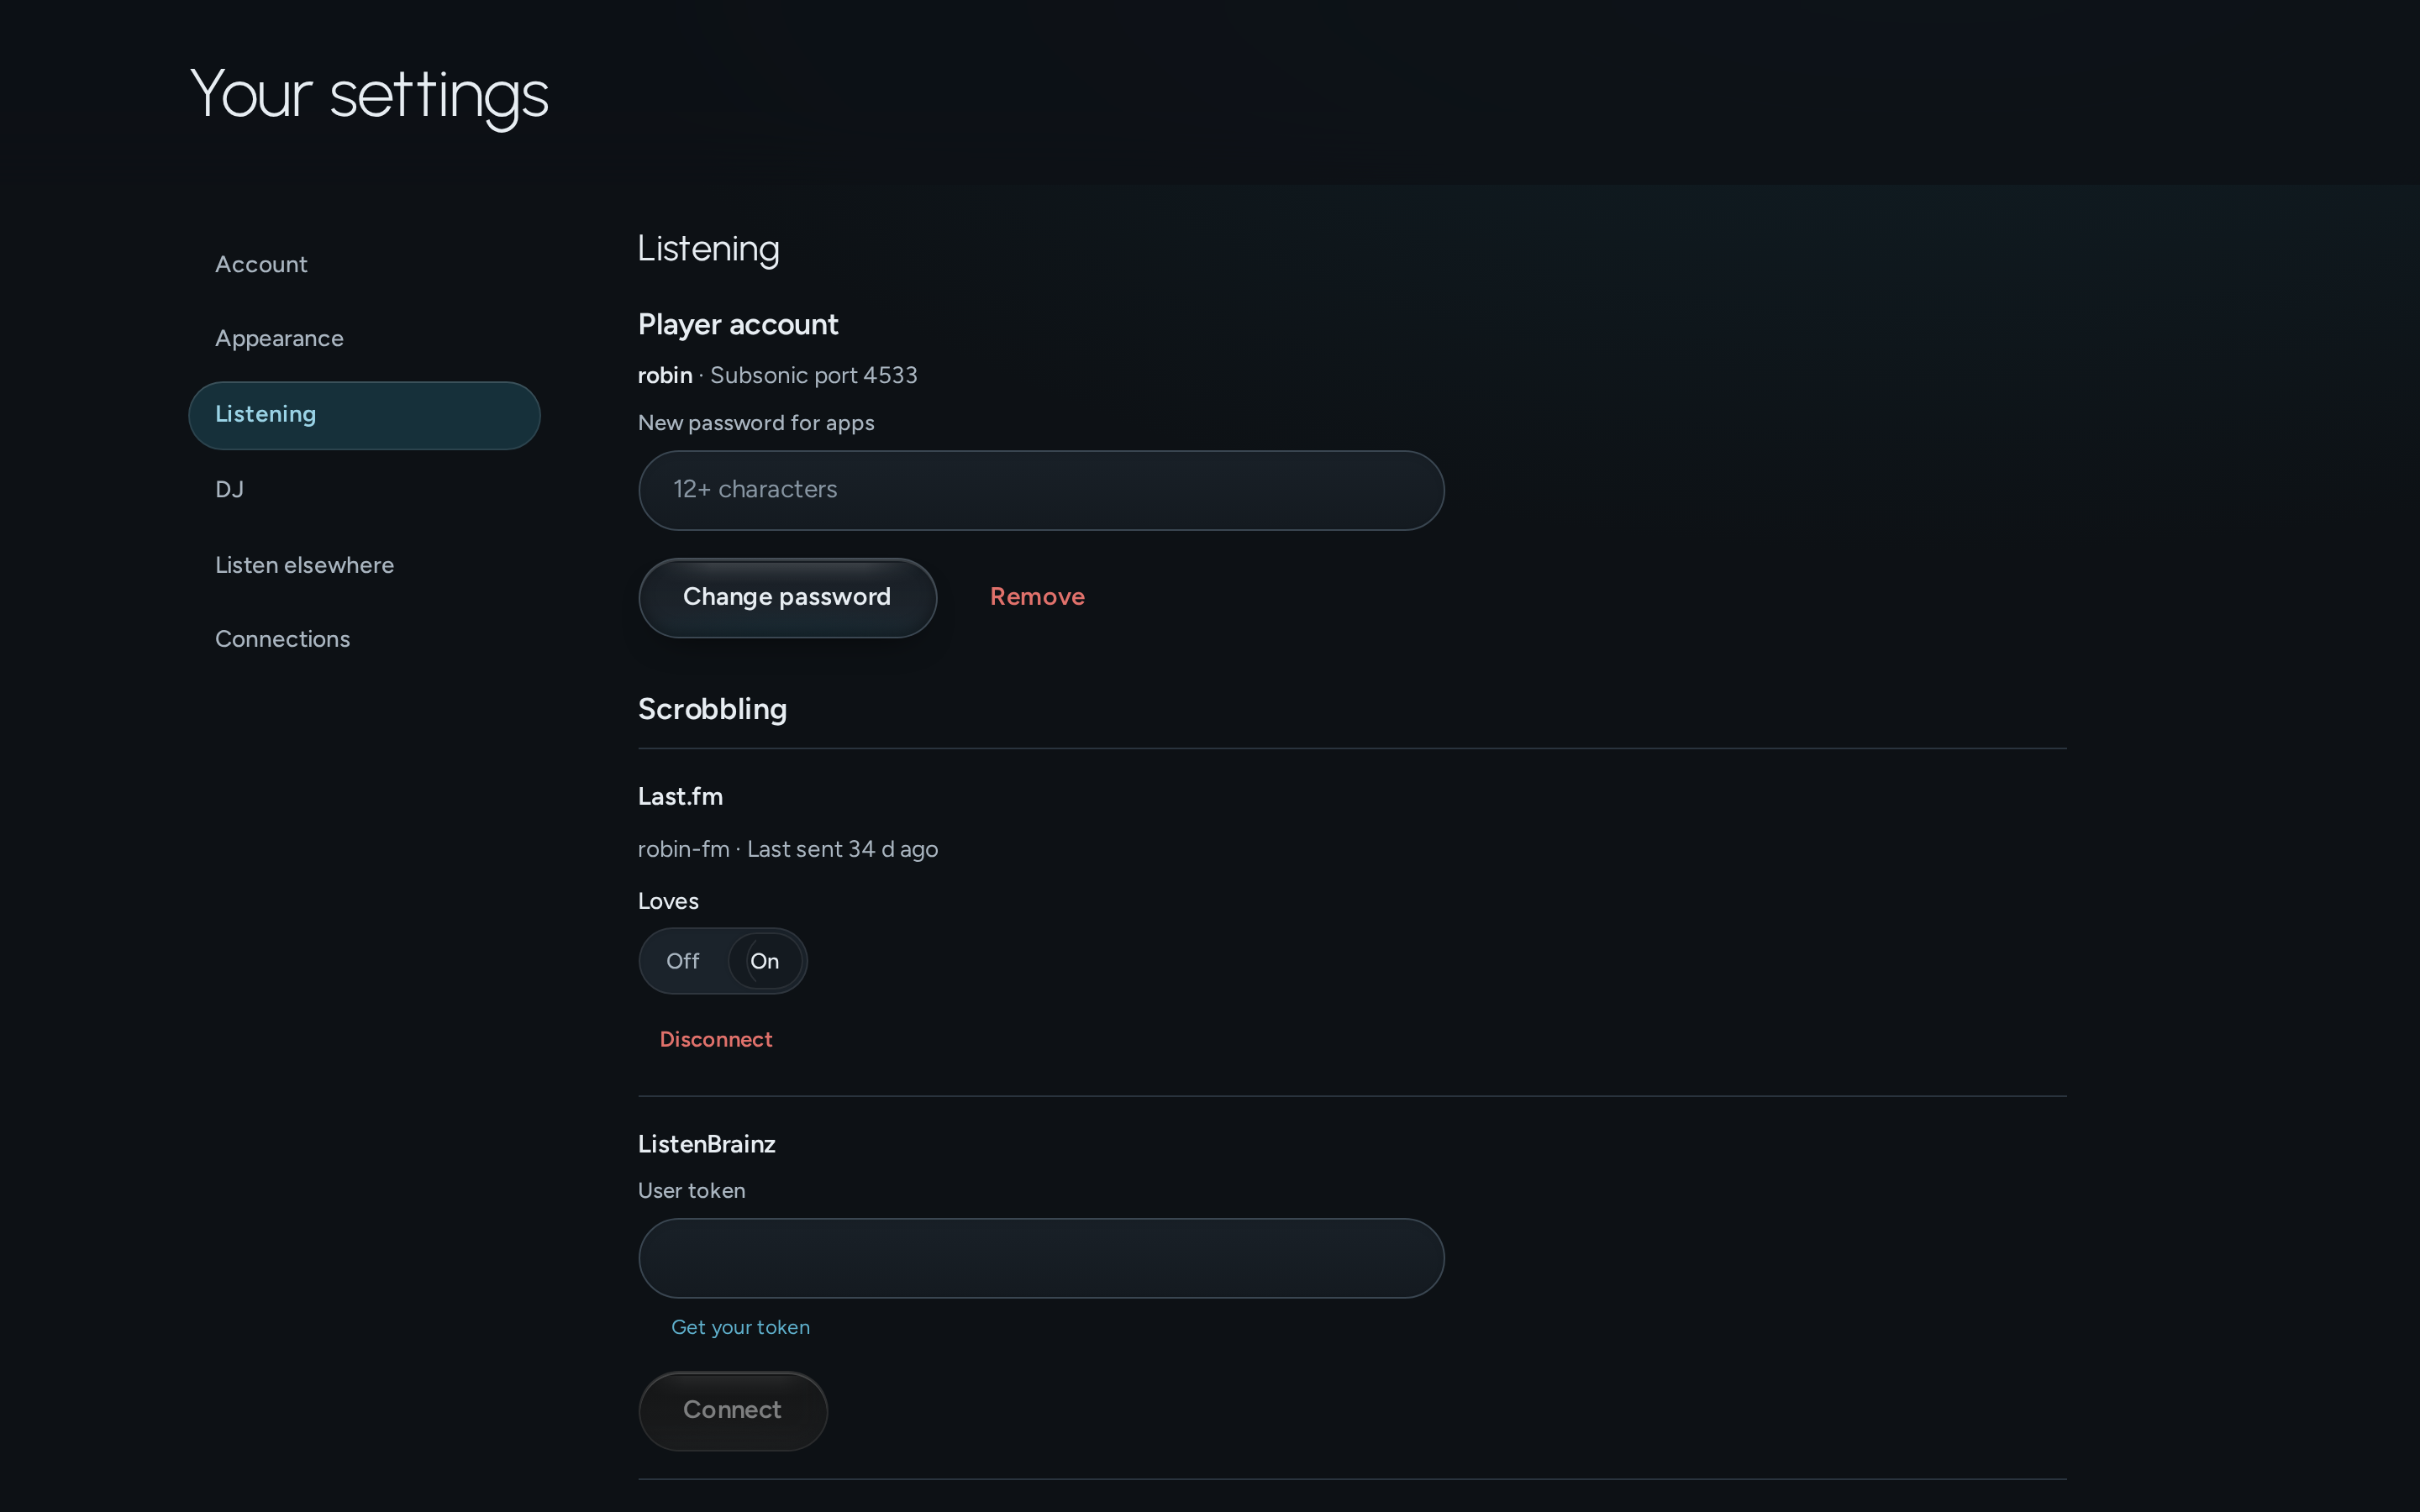 Your settings
Account
Appearance
Listening
DJ
Listen elsewhere
Connections
Listening
Player account
robin · Subsonic port 4533
New password for apps
12+ characters
Change password
Remove
Scrobbling
Last.fm
robin-fm · Last sent 34 d ago
Loves
Off On
Disconnect
ListenBrainz
User token
Get your token
Connect